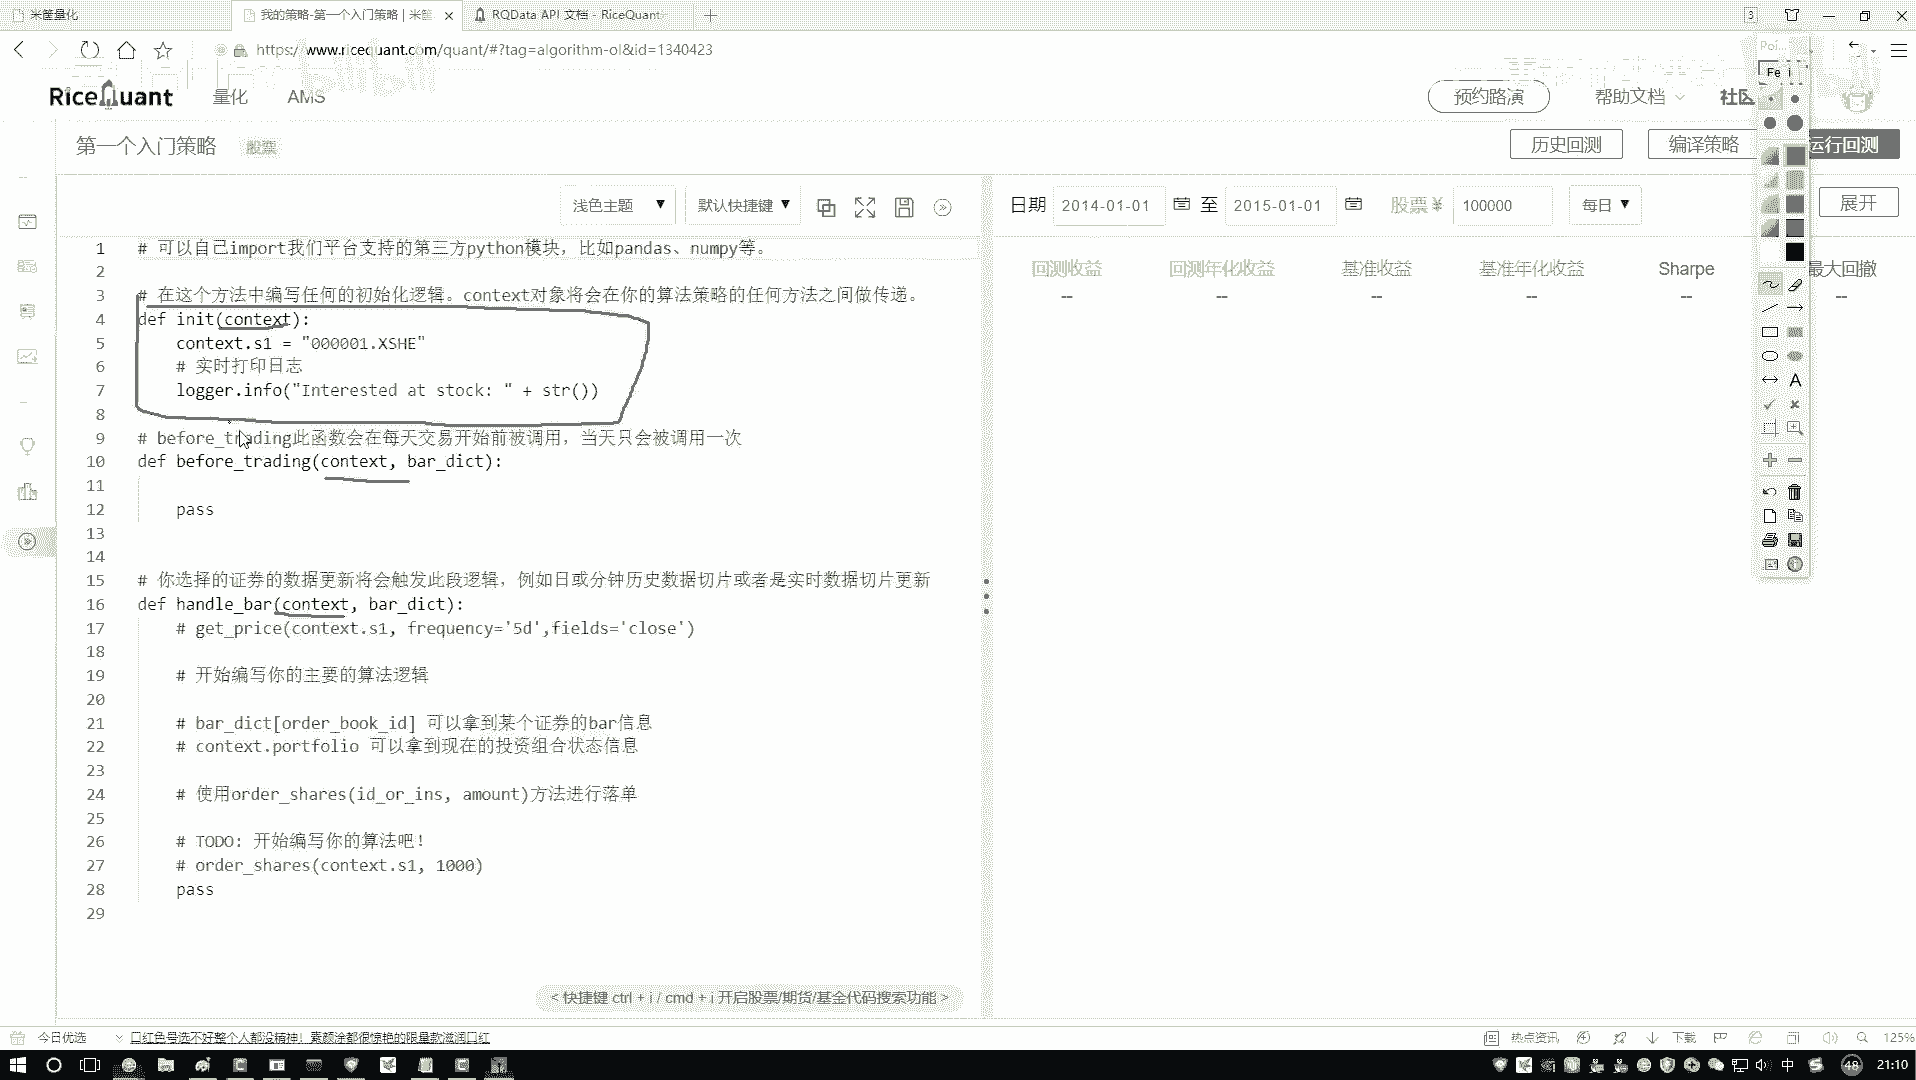 米筐量化
我的策略-第一个入门策略 | 米筐
RQData API 文档 - RiceQuant
https://www.ricequant.com/quant/#?tag=algorithm-ol&id=1340423
RiceQuant 量化 AMS 预约路演 帮助文档 社区
第一个入门策略 股票 历史回测 编译策略 运行回测
浅色主题 默认快捷键 日期 2014-01-01 至 2015-01-01 股票¥ 100000 每日 展开
回测收益 回测年化收益 基准收益 基准年化收益 Sharpe 最大回撤
-- -- -- -- -- --
1 # 可以自己import我们平台支持的第三方python模块，比如pandas、numpy等。
2
3 # 在这个方法中编写任何的初始化逻辑。context对象将会在你的算法策略的任何方法之间做传递。
4 def init(context):
5 context.s1 = "000001.XSHE"
6 # 实时打印日志
7 logger.info("Interested at stock: " + str())
8
9 # before_trading此函数会在每天交易开始前被调用，当天只会被调用一次
10 def before_trading(context, bar_dict):
11
12 pass
13
14
15 # 你选择的证券的数据更新将会触发此段逻辑，例如日或分钟历史数据切片或者是实时数据切片更新
16 def handle_bar(context, bar_dict):
17 # get_price(context.s1, frequency='5d',fields='close')
18
19 # 开始编写你的主要的算法逻辑
20
21 # bar_dict[order_book_id] 可以拿到某个证券的bar信息
22 # context.portfolio 可以拿到现在的投资组合状态信息
23
24 # 使用order_shares(id_or_ins, amount)方法进行落单
25
26 # TODO: 开始编写你的算法吧！
27 # order_shares(context.s1, 1000)
28 pass
29
< 快捷键 ctrl + i / cmd + i 开启股票/期货/基金代码搜索功能 >
今日优选 口红色号选不好整个人都没精神！素颜涂都很惊艳的限量款滋润口红 热点资讯 下载 125%
中 48 21:10